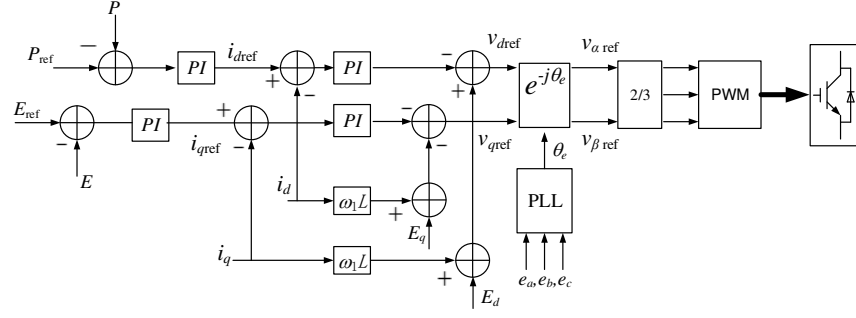 P
P_ref − PI i_dref + − PI − + v_dref
E_ref − PI i_qref + − PI − − v_qref
E
e^{-jθ_e}
v_α ref
v_β ref
2/3
PWM
θ_e
PLL
e_a,e_b,e_c
i_d ω_1L + E_q
i_q ω_1L + E_d